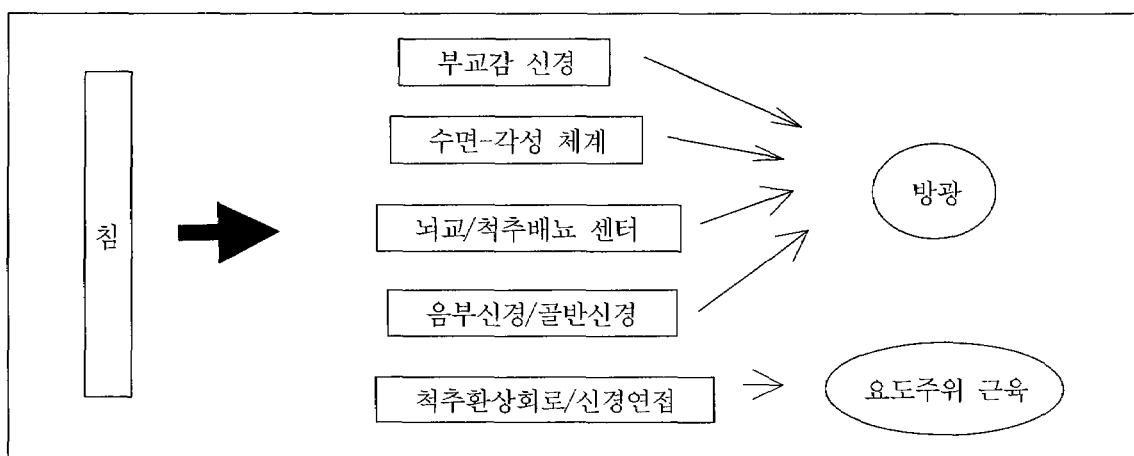 부교감 신경
수면-각성 체계
방광
침
뇌교/척추배뇨 센터
음부신경/골반신경
척추환상회로/신경연접
요도주위 근육